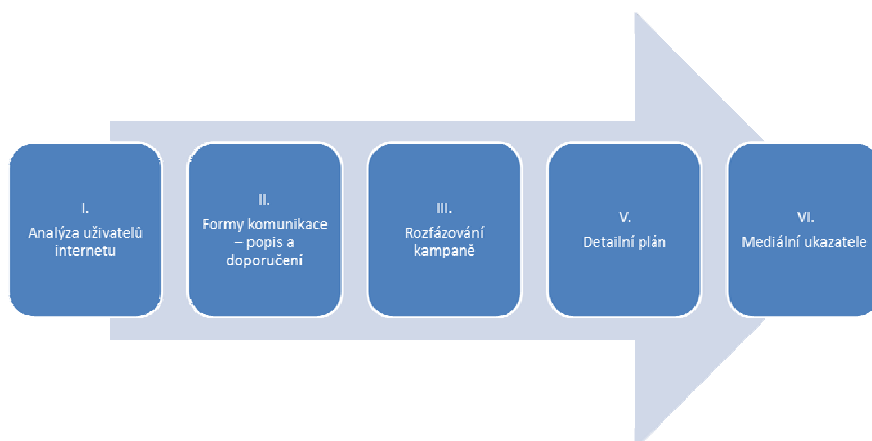 I.
Analýza uživatelů
internetu
II.
Formy komunikace
– popis a
doporučení
III.
Rozfázování
kampaně
V.
Detailní plán
VI.
Mediální ukazatele